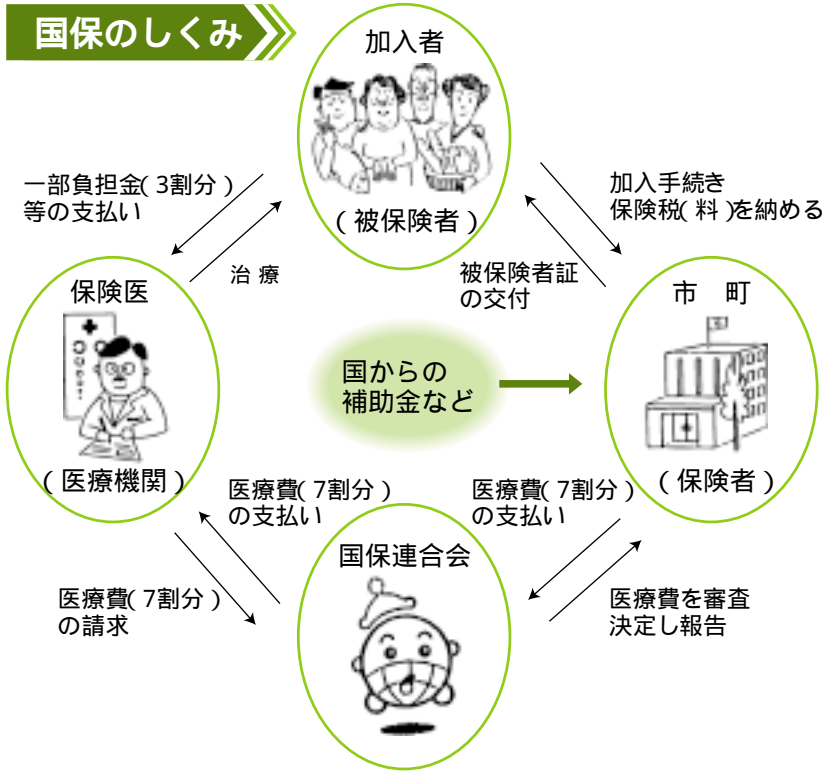 国保のしくみ
加入者
(被保険者)
一部負担金(3割分)
等の支払い
治 療
加入手続き
保険税(料)を納める
被保険者証
の交付
保険医
(医療機関)
市 町
(保険者)
国からの
補助金など
医療費(7割分)
の支払い
医療費(7割分)
の支払い
国保連合会
医療費(7割分)
の請求
医療費を審査
決定し報告